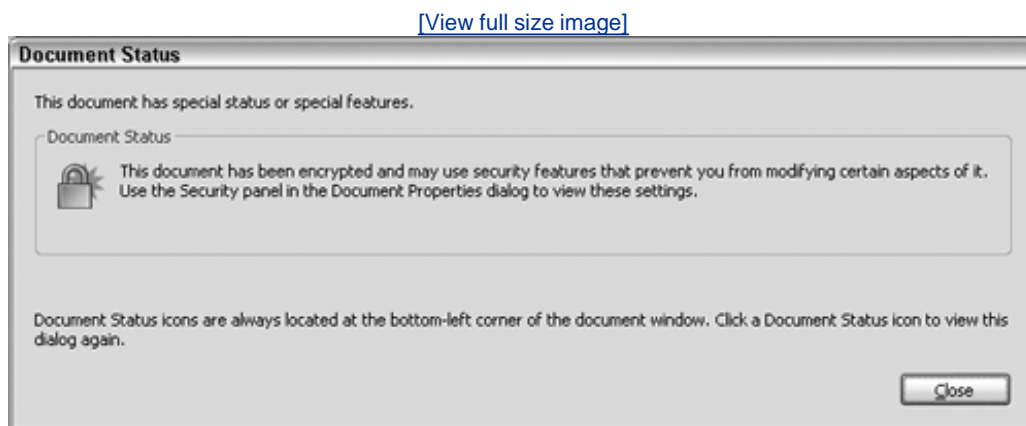 [View full size image]
Document Status
This document has special status or special features.
Document Status
This document has been encrypted and may use security features that prevent you from modifying certain aspects of it.
Use the Security panel in the Document Properties dialog to view these settings.
Document Status icons are always located at the bottom-left corner of the document window. Click a Document Status icon to view this
dialog again.
Close